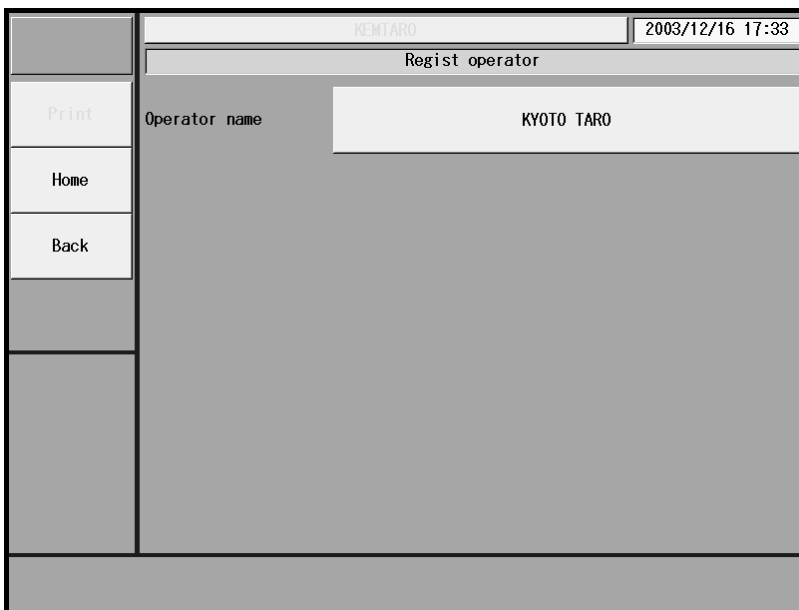 KEMTARO
2003/12/16 17:33
Regist operator
Print
Operator name
KYOTO TARO
Home
Back